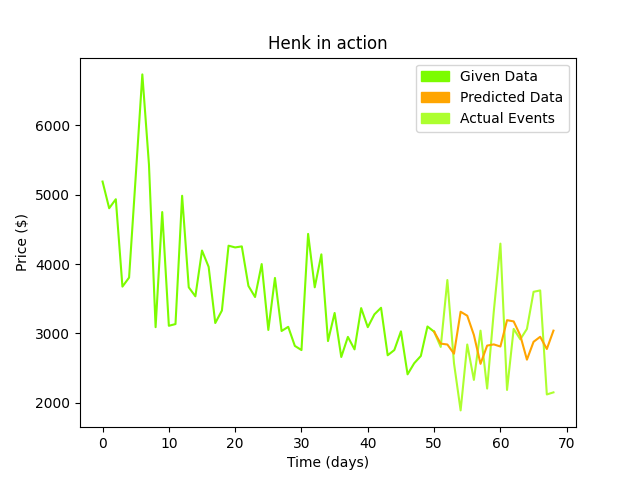 Henk in action
Given Data
Predicted Data
Actual Events
Price ($)
6000
5000
4000
3000
2000
0 10 20 30 40 50 60 70
Time (days)